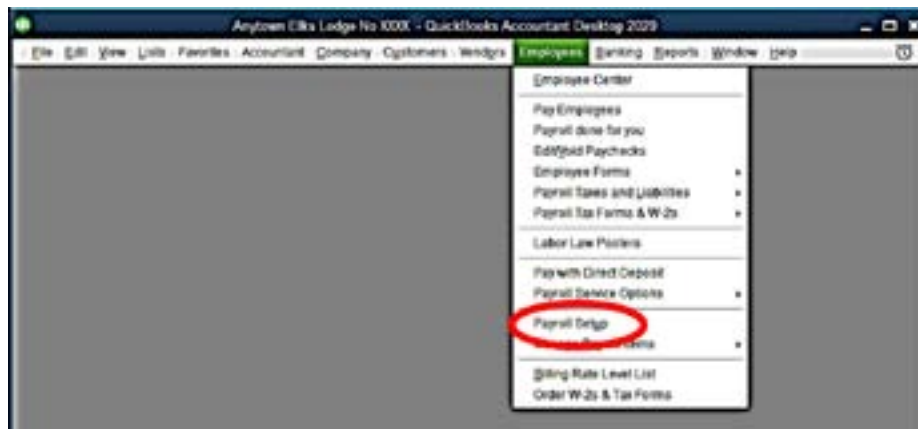 Anytown Elks Lodge No XXXX - QuickBooks Accountant Desktop 2029
File Edit View Lists Favorites Accountant Company Customers Vendors Employees Banking Reports Window Help
Employee Center
Pay Employees
Payroll done for you
Edit/Void Paychecks
Employee Forms
Payroll Taxes and Liabilities
Payroll Tax Forms & W-2s
Labor Law Posters
Pay with Direct Deposit
Payroll Service Options
Payroll Setup
Items
Billing Rate Level List
Order W-2s & Tax Forms